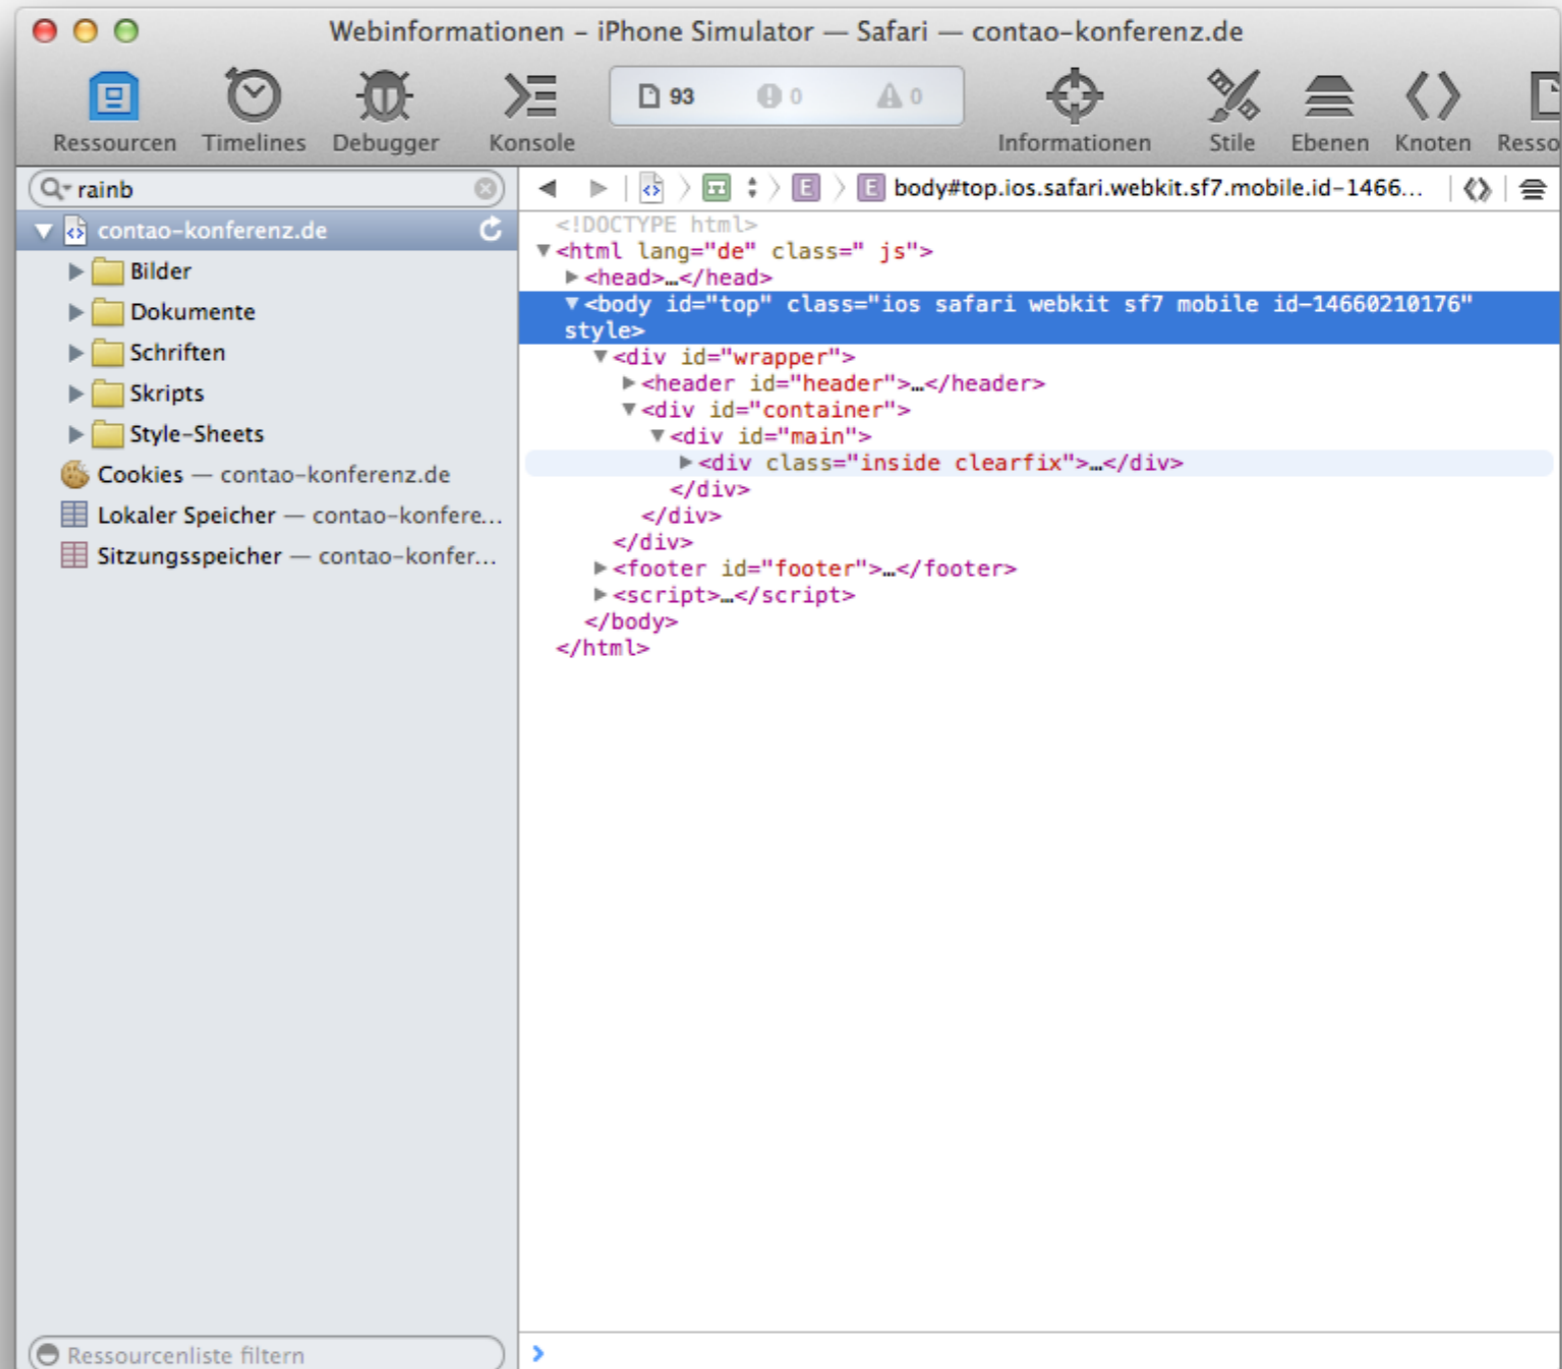 Webinformationen – iPhone Simulator — Safari — contao-konferenz.de
Ressourcen Timelines Debugger Konsole 93 0 0 Informationen Stile Ebenen Knoten Resso
rainb
body#top.ios.safari.webkit.sf7.mobile.id-1466...
contao-konferenz.de
Bilder
Dokumente
Schriften
Skripts
Style-Sheets
Cookies — contao-konferenz.de
Lokaler Speicher — contao-konfere...
Sitzungsspeicher — contao-konfer...
Ressourcenliste filtern
<!DOCTYPE html>
<html lang="de" class=" js">
<head>…</head>
<body id="top" class="ios safari webkit sf7 mobile id-14660210176"
style>
<div id="wrapper">
<header id="header">…</header>
<div id="container">
<div id="main">
<div class="inside clearfix">…</div>
</div>
</div>
</div>
<footer id="footer">…</footer>
<script>…</script>
</body>
</html>